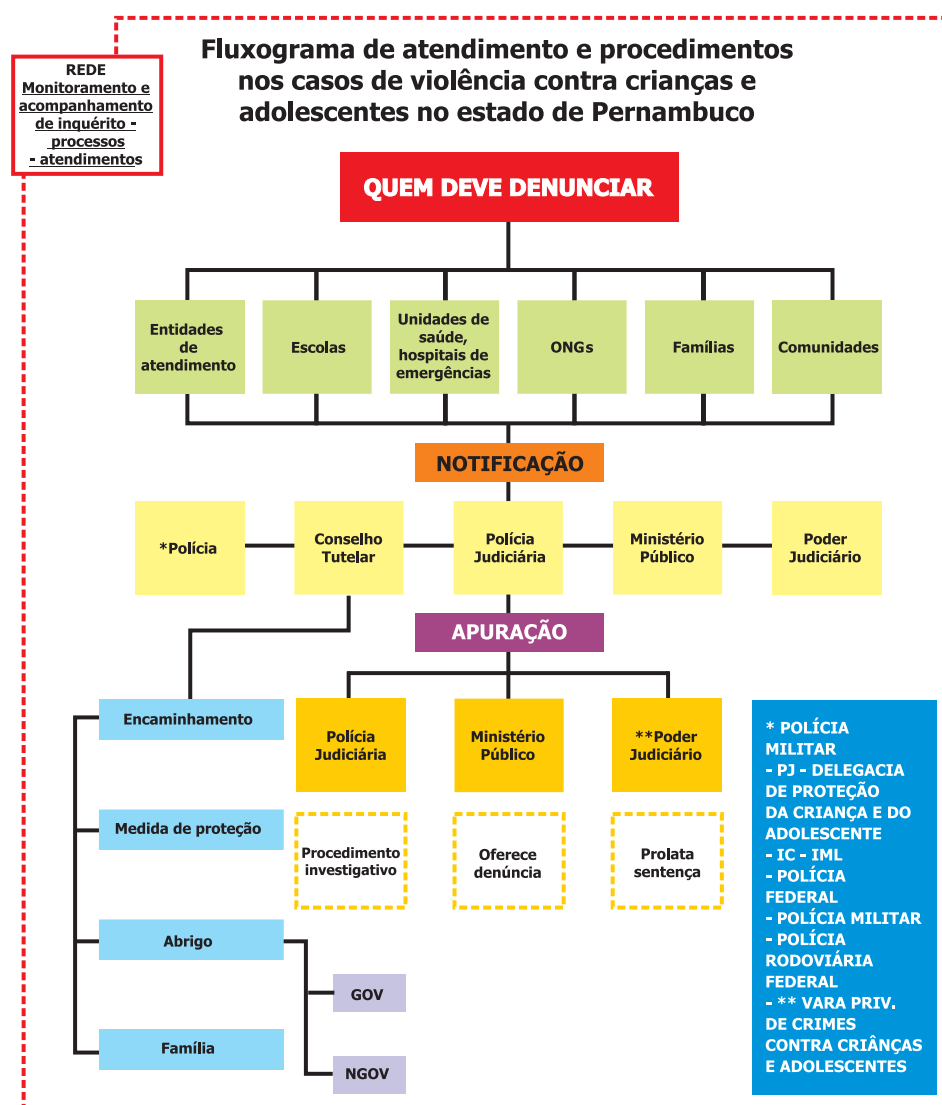 REDE
Monitoramento e
acompanhamento
de inquérito -
processos
- atendimentos
Fluxograma de atendimento e procedimentos
nos casos de violência contra crianças e
adolescentes no estado de Pernambuco
QUEM DEVE DENUNCIAR
Entidades
de
atendimento
Escolas
Unidades de
saúde,
hospitais de
emergências
ONGs
Famílias
Comunidades
NOTIFICAÇÃO
*Polícia
Conselho
Tutelar
Polícia
Judiciária
Ministério
Público
Poder
Judiciário
APURAÇÃO
Encaminhamento
Medida de proteção
Abrigo
Família
GOV
NGOV
Polícia
Judiciária
Ministério
Público
**Poder
Judiciário
Procedimento
investigativo
Oferece
denúncia
Prolata
sentença
* POLÍCIA
MILITAR
- PJ - DELEGACIA
DE PROTEÇÃO
DA CRIANÇA E DO
ADOLESCENTE
- IC - IML
- POLÍCIA
FEDERAL
- POLÍCIA MILITAR
- POLÍCIA
RODOVIÁRIA
FEDERAL
- ** VARA PRIV.
DE CRIMES
CONTRA CRIÂNÇAS
E ADOLESCENTES